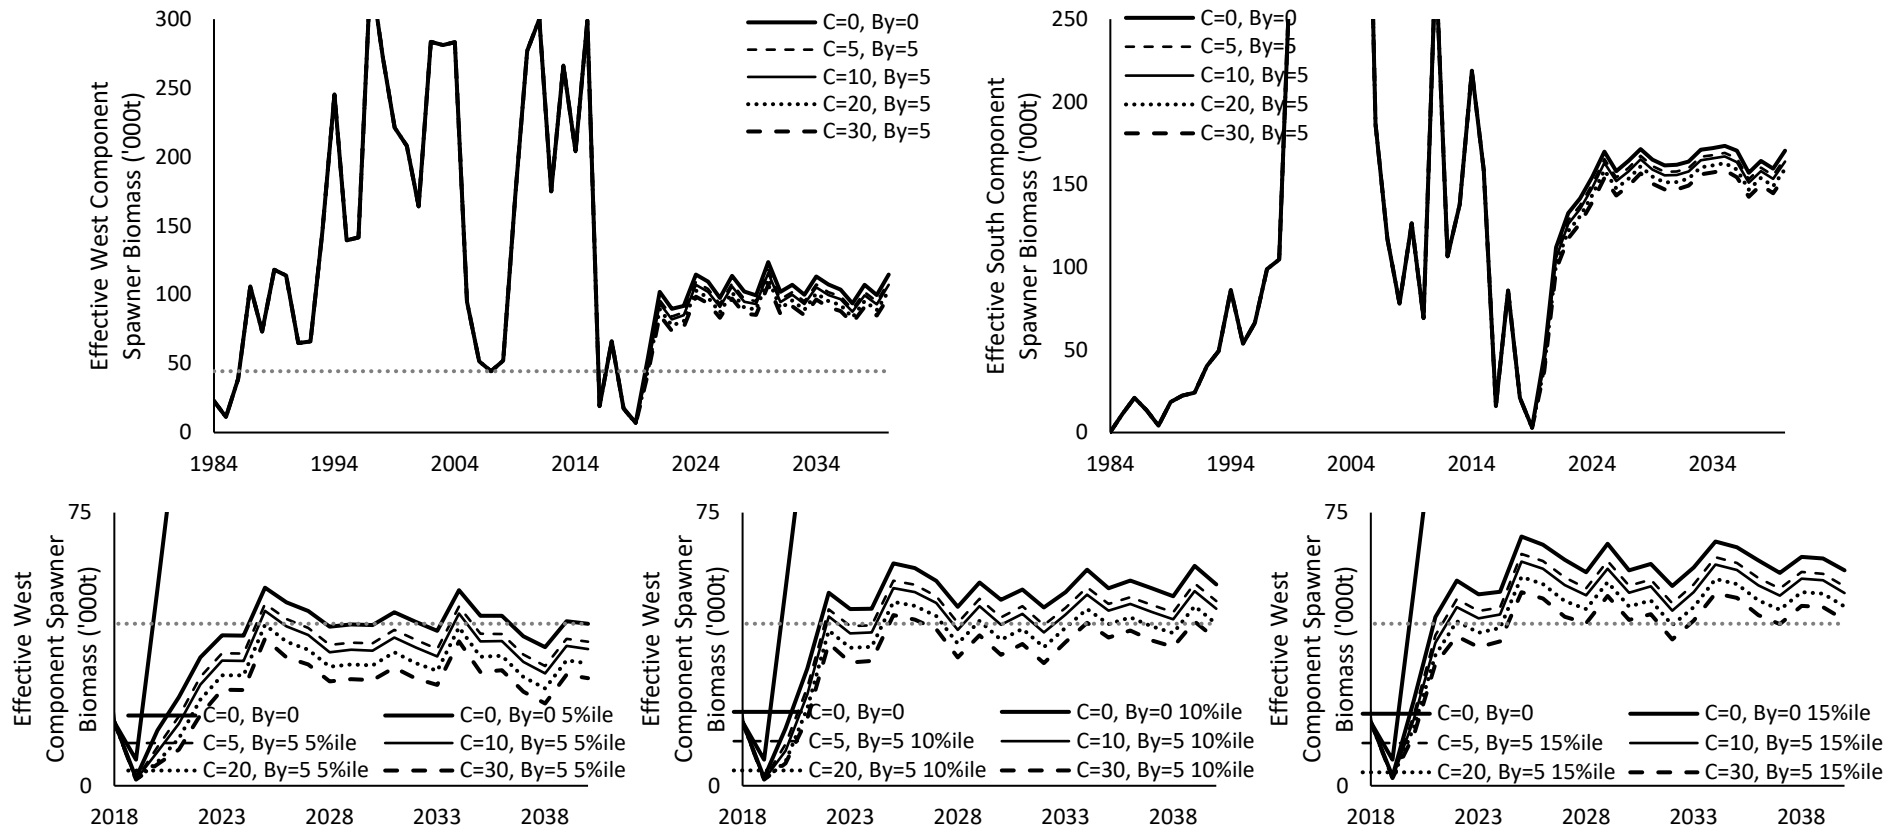 Effective West Component
Spawner Biomass ('000t)
300
250
200
150
100
50
0
1984 1994 2004 2014 2024 2034
C=0, By=0
C=5, By=5
C=10, By=5
C=20, By=5
C=30, By=5
Effective South Component
Spawner Biomass ('000t)
250
200
150
100
50
0
1984 1994 2004 2014 2024 2034
C=0, By=0
C=5, By=5
C=10, By=5
C=20, By=5
C=30, By=5
Effective West
Component Spawner
Biomass ('000t)
75
0
2018 2023 2028 2033 2038
C=0, By=0 C=0, By=0 5%ile
C=5, By=5 5%ile C=10, By=5 5%ile
C=20, By=5 5%ile C=30, By=5 5%ile
Effective West
Component Spawner
Biomass ('000t)
75
0
2018 2023 2028 2033 2038
C=0, By=0 C=0, By=0 10%ile
C=5, By=5 10%ile C=10, By=5 10%ile
C=20, By=5 10%ile C=30, By=5 10%ile
Effective West
Component Spawner
Biomass ('000t)
75
0
2018 2023 2028 2033 2038
C=0, By=0 C=0, By=0 15%ile
C=5, By=5 15%ile C=10, By=5 15%ile
C=20, By=5 15%ile C=30, By=5 15%ile